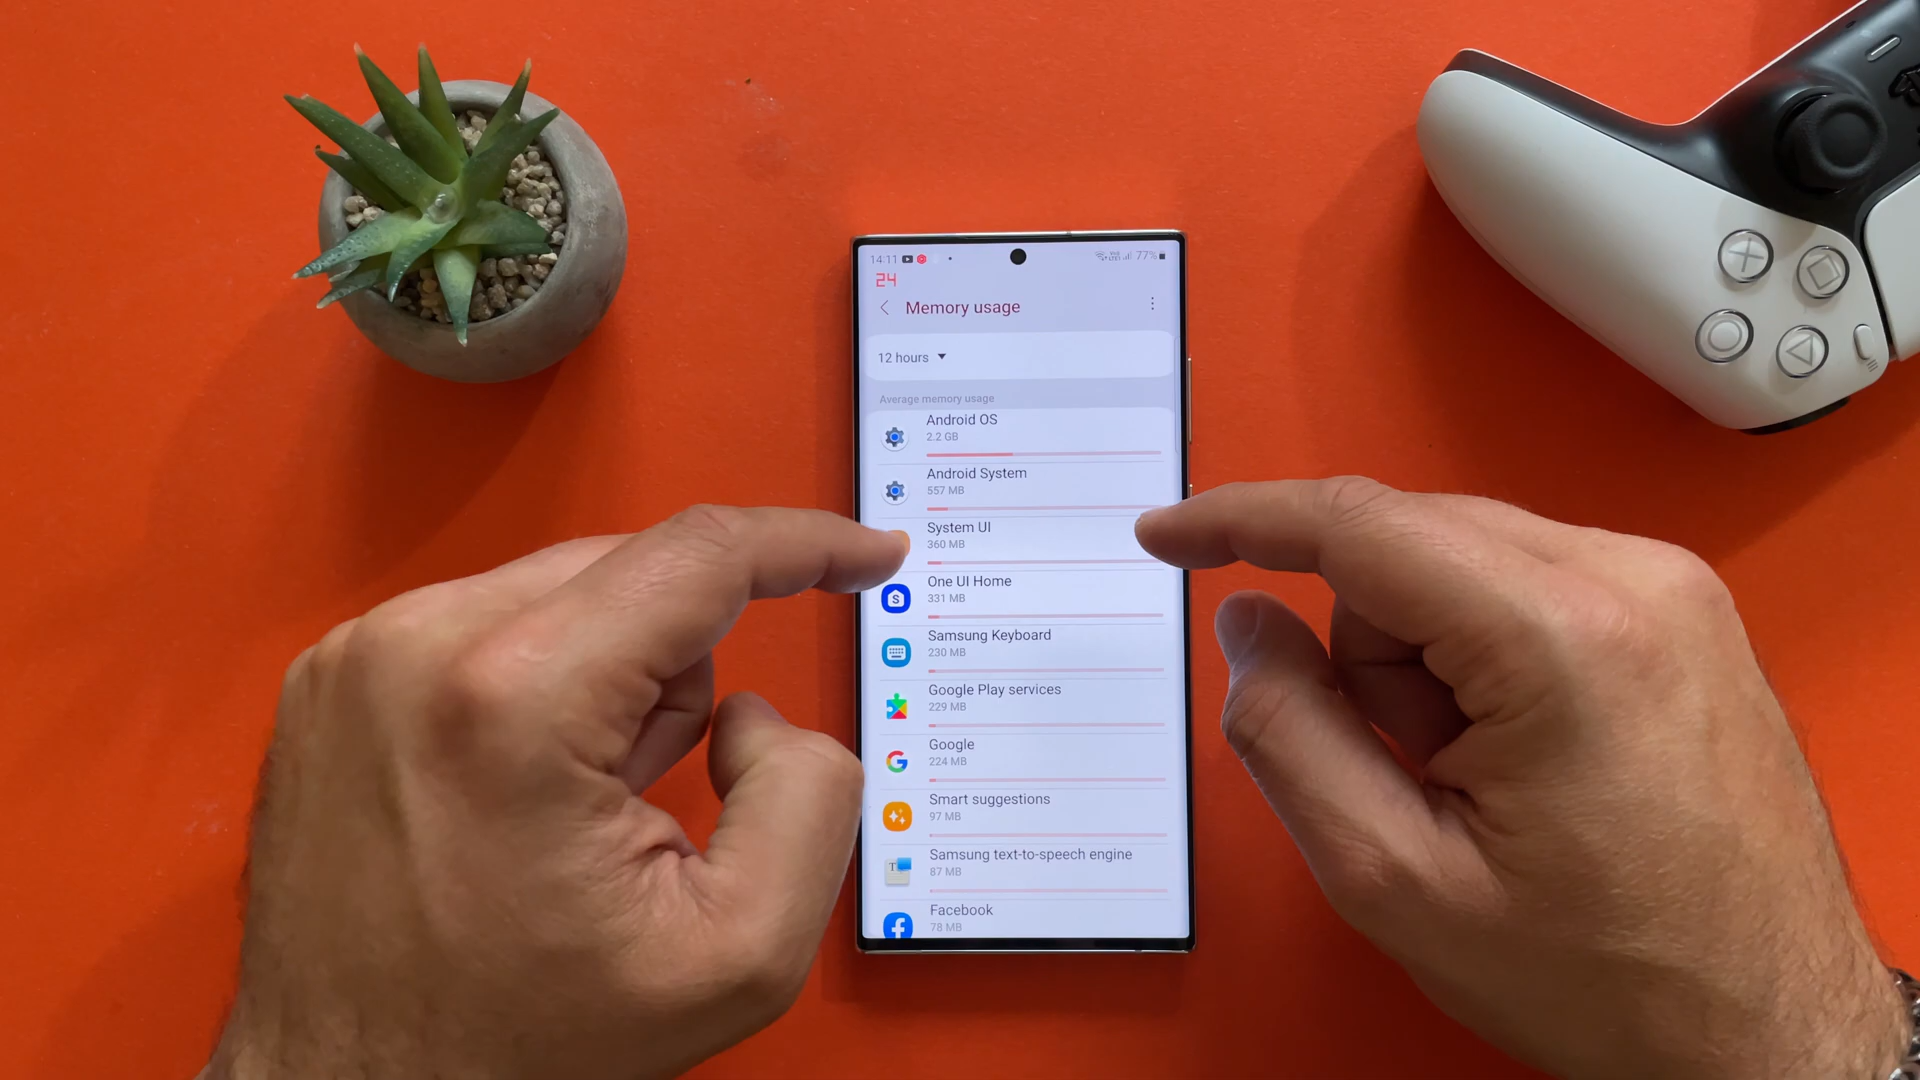 14:11 77%
24
Memory usage
12 hours
Average memory usage
Android OS
2.2 GB
Android System
557 MB
System UI
360 MB
One UI Home
331 MB
Samsung Keyboard
230 MB
Google Play services
229 MB
Google
224 MB
Smart suggestions
97 MB
Samsung text-to-speech engine
87 MB
Facebook
78 MB